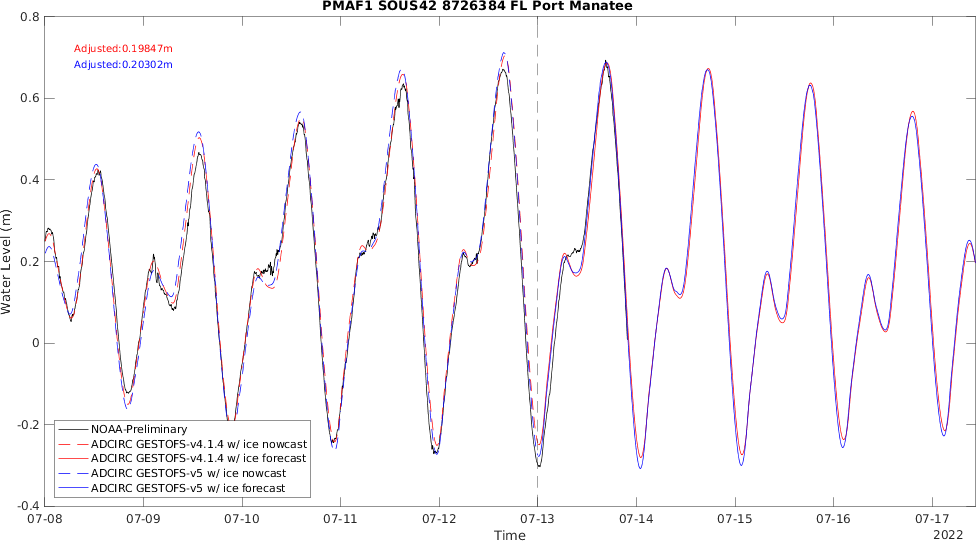 PMAF1 SOUS42 8726384 FL Port Manatee
0.8
Adjusted:0.19847m
Adjusted:0.20302m
0.6
0.4
0.2
0
-0.2
-0.4
Water Level (m)
NOAA-Preliminary
ADCIRC GESTOFS-v4.1.4 w/ ice nowcast
ADCIRC GESTOFS-v4.1.4 w/ ice forecast
ADCIRC GESTOFS-v5 w/ ice nowcast
ADCIRC GESTOFS-v5 w/ ice forecast
07-08 07-09 07-10 07-11 07-12 07-13 07-14 07-15 07-16 07-17
Time
2022